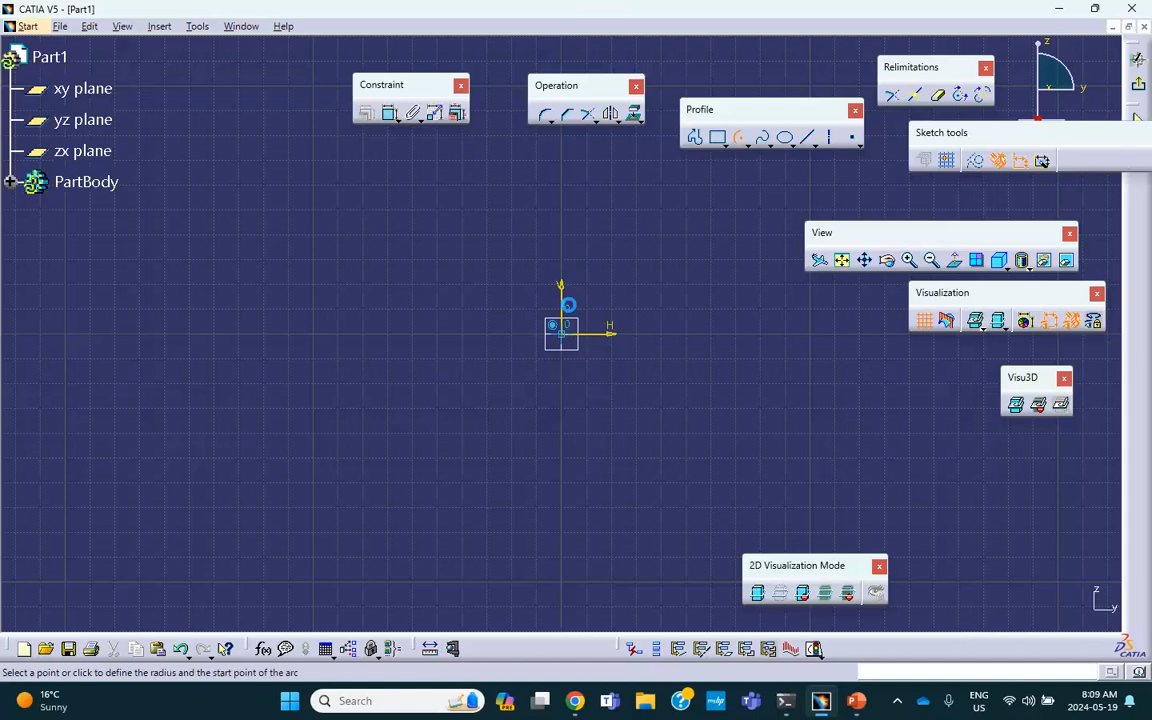 CATIA V5 - [Part1]
Start File Edit View Insert Tools Window Help
Part1
xy plane
yz plane
zx plane
PartBody
Constraint
Operation
Profile
Relimitations
Sketch tools
View
Visualization
Visu3D
2D Visualization Mode
z
x
y
V
H
z
y
f(x)
CATIA
Select a point or click to define the radius and the start point of the arc
16°C
Sunny
Search
ENG
US
8:09 AM
2024-05-19